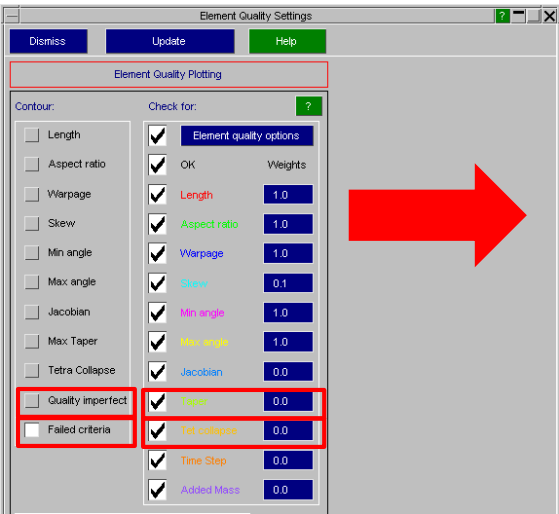 Element Quality Settings ?
Dismiss Update Help
Element Quality Plotting
Contour: Check for: ?
Length Element quality options
Aspect ratio OK Weights
Warpage Length 1.0
Skew Aspect ratio 1.0
Min angle Warpage 1.0
Max angle Skew 0.1
Jacobian Min angle 1.0
Max Taper Max angle 1.0
Tetra Collapse Jacobian 0.0
Quality imperfect Taper 0.0
Failed criteria Tet collapse 0.0
Time Step 0.0
Added Mass 0.0